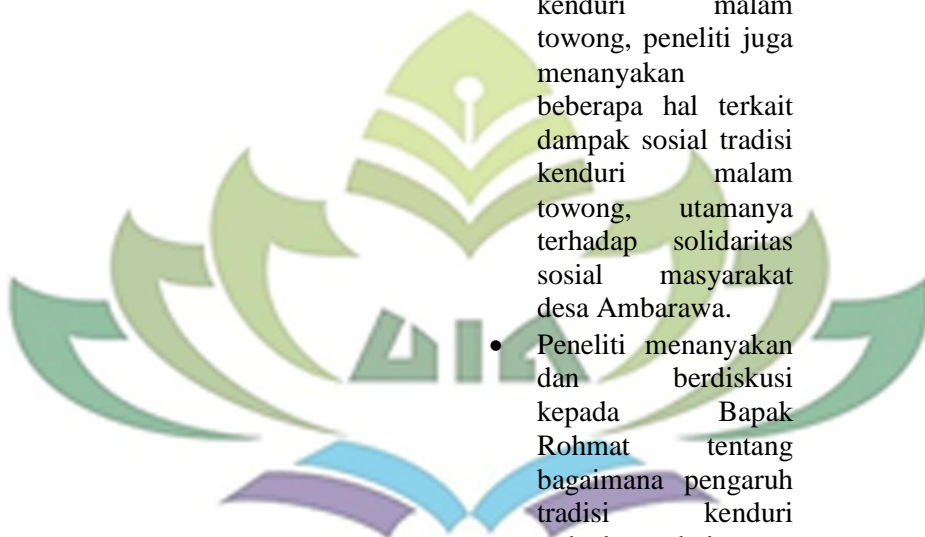 kenduri malam
towong, peneliti juga
menanyakan
beberapa hal terkait
dampak sosial tradisi
kenduri malam
towong, utamanya
terhadap solidaritas
sosial masyarakat
desa Ambarawa.
• Peneliti menanyakan
dan berdiskusi
kepada Bapak
Rohmat tentang
bagaimana pengaruh
tradisi kenduri